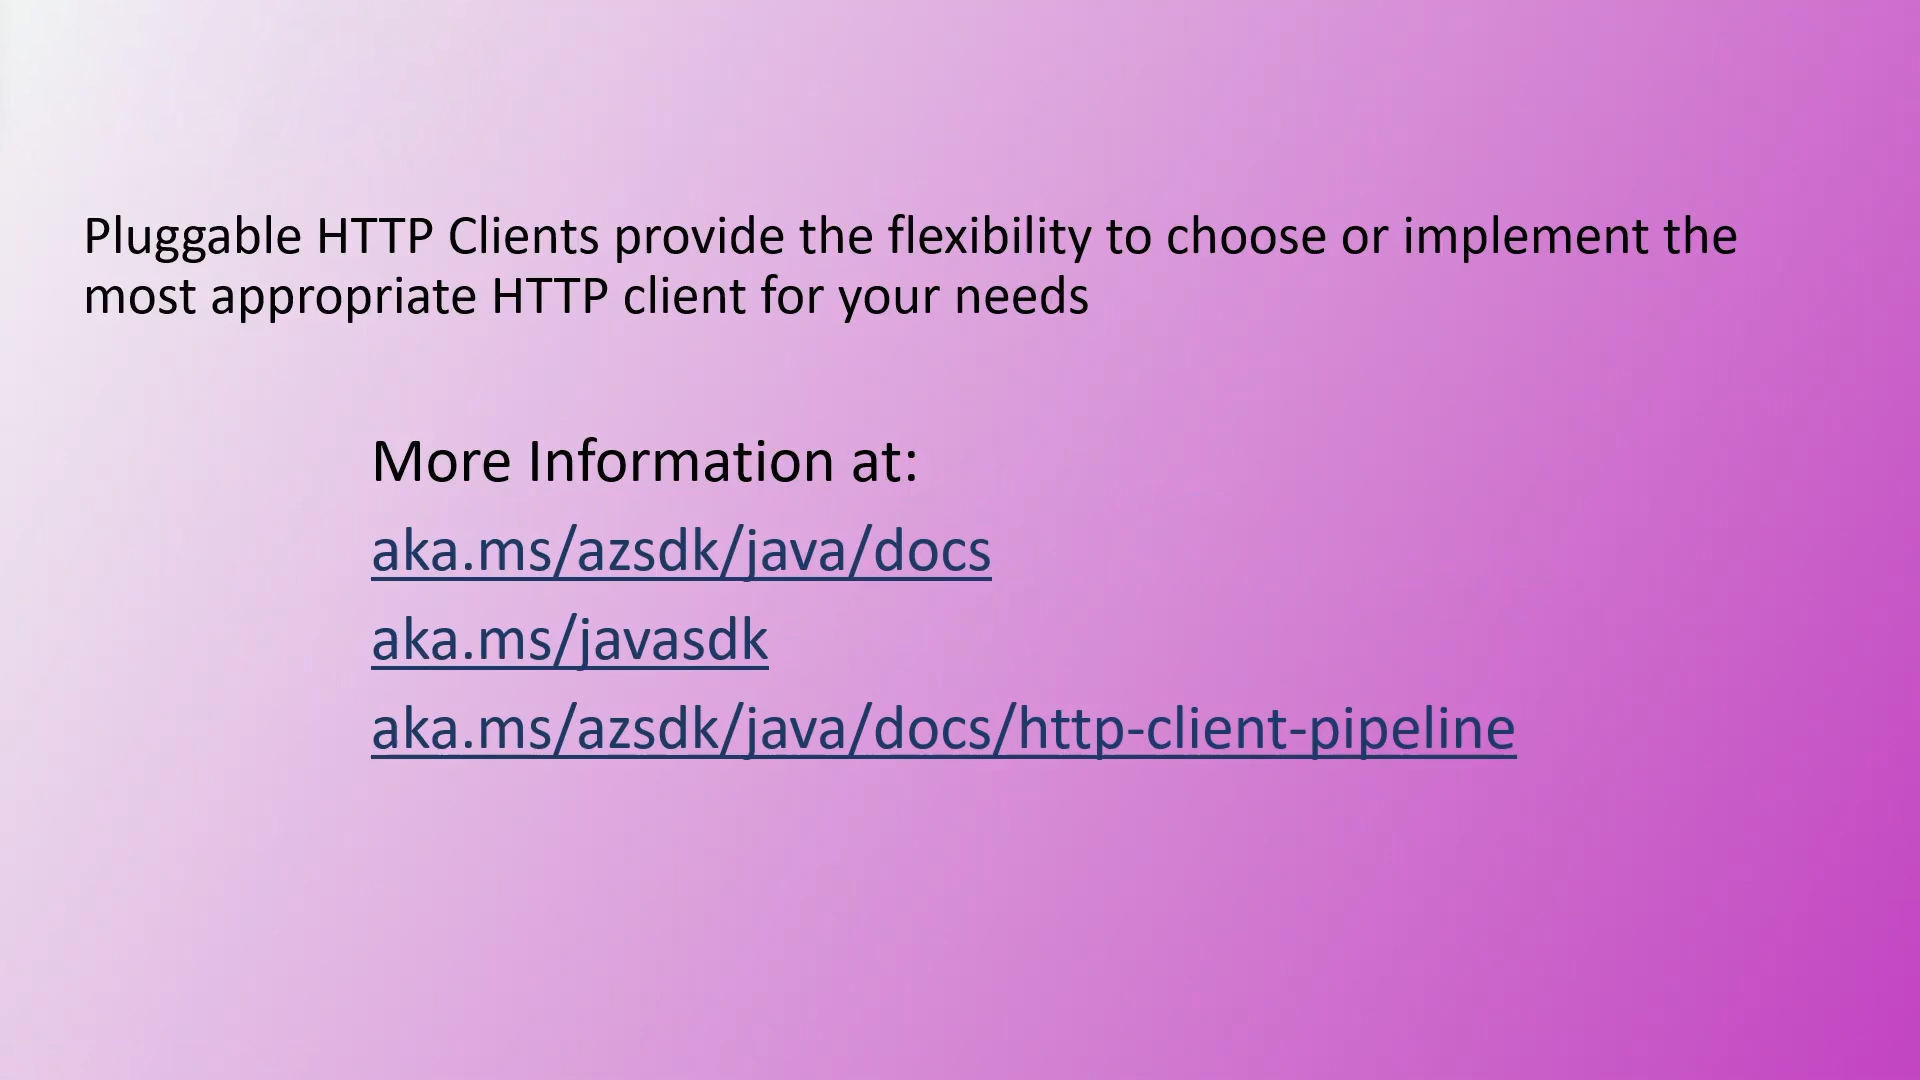 Pluggable HTTP Clients provide the flexibility to choose or implement the
most appropriate HTTP client for your needs
More Information at:
aka.ms/azsdk/java/docs
aka.ms/javasdk
aka.ms/azsdk/java/docs/http-client-pipeline